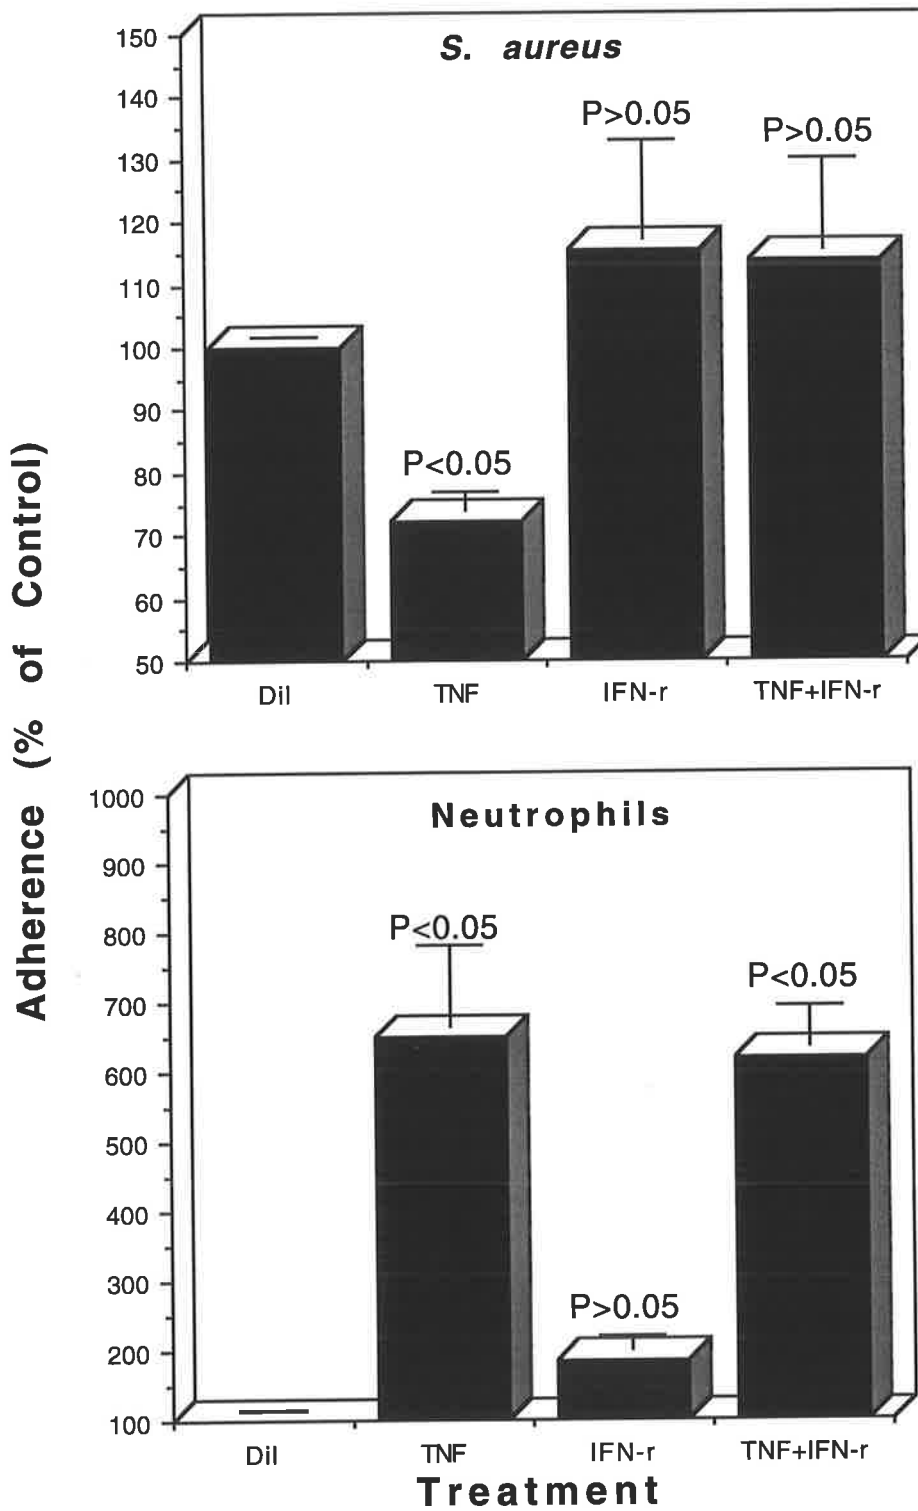 S. aureus
150
140
130
120
110
100
90
80
70
60
50
P>0.05
P>0.05
P<0.05
Dil TNF IFN-r TNF+IFN-r
Adherence (% of Control)
Neutrophils
1000
900
800
700
600
500
400
300
200
100
P<0.05
P<0.05
P>0.05
Dil TNF IFN-r TNF+IFN-r
Treatment